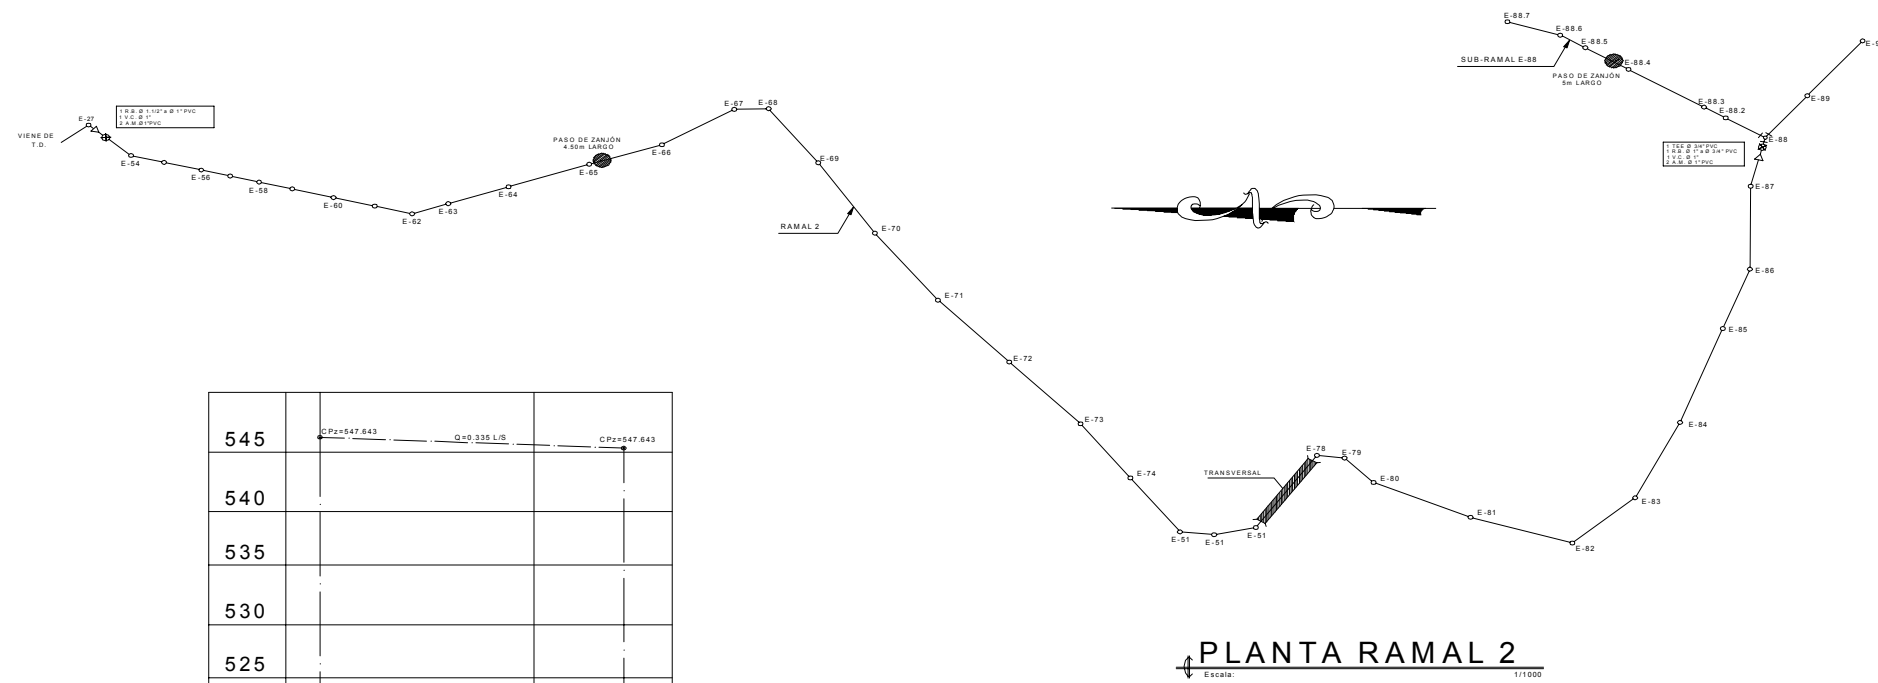 E-88.7
E-88.6
E-88.5
SUB-RAMAL E-88
E-88.4
PASO DE ZANJÓN
5m LARGO
E-89
E-88.3
E-88.2
E-88
1 TEE Ø 3/4" PVC
1 R.B. Ø 1" a Ø 3/4" PVC
1 V.C. Ø 1"
2 A.M. Ø 1" PVC
E-87
E-86
E-85
E-84
E-83
E-82
E-81
E-80
E-79
E-78
TRANSVERSAL
E-51
E-51
E-51
E-74
E-73
E-72
E-71
E-70
RAMAL 2
E-69
E-68
E-67
E-66
PASO DE ZANJÓN
4.50m LARGO
E-65
E-64
E-63
E-62
E-60
E-58
E-56
E-54
E-27
1 R.B. Ø 1.1/2" a Ø 1" PVC
1 V.C. Ø 1"
2 A.M. Ø1"PVC
VIENE DE
T.D.
N
545
CPz=547.643
Q=0.335 L/S
CPz=547.643
540
535
530
525
PLANTA RAMAL 2
Escala:
1/1000